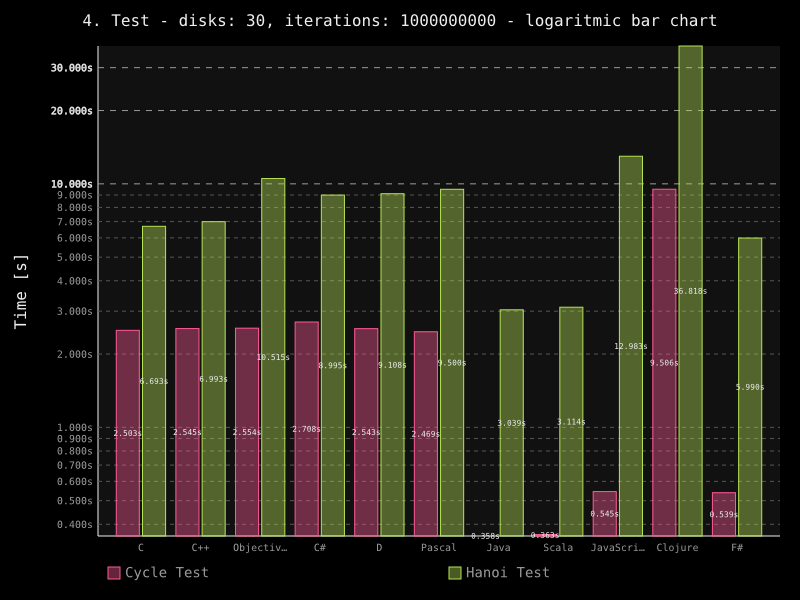 4. Test - disks: 30, iterations: 1000000000 - logaritmic bar chart
Time [s]
30.000s
20.000s
10.000s
9.000s
8.000s
7.000s
6.000s
5.000s
4.000s
3.000s
2.000s
1.000s
0.900s
0.800s
0.700s
0.600s
0.500s
0.400s
2.503s
6.693s
2.545s
6.993s
2.554s
10.515s
2.708s
8.995s
2.543s
9.108s
2.469s
9.500s
0.358s
3.039s
0.363s
3.114s
0.545s
12.983s
9.506s
36.818s
0.539s
5.990s
C
C++
Objectiv…
C#
D
Pascal
Java
Scala
JavaScri…
Clojure
F#
Cycle Test
Hanoi Test